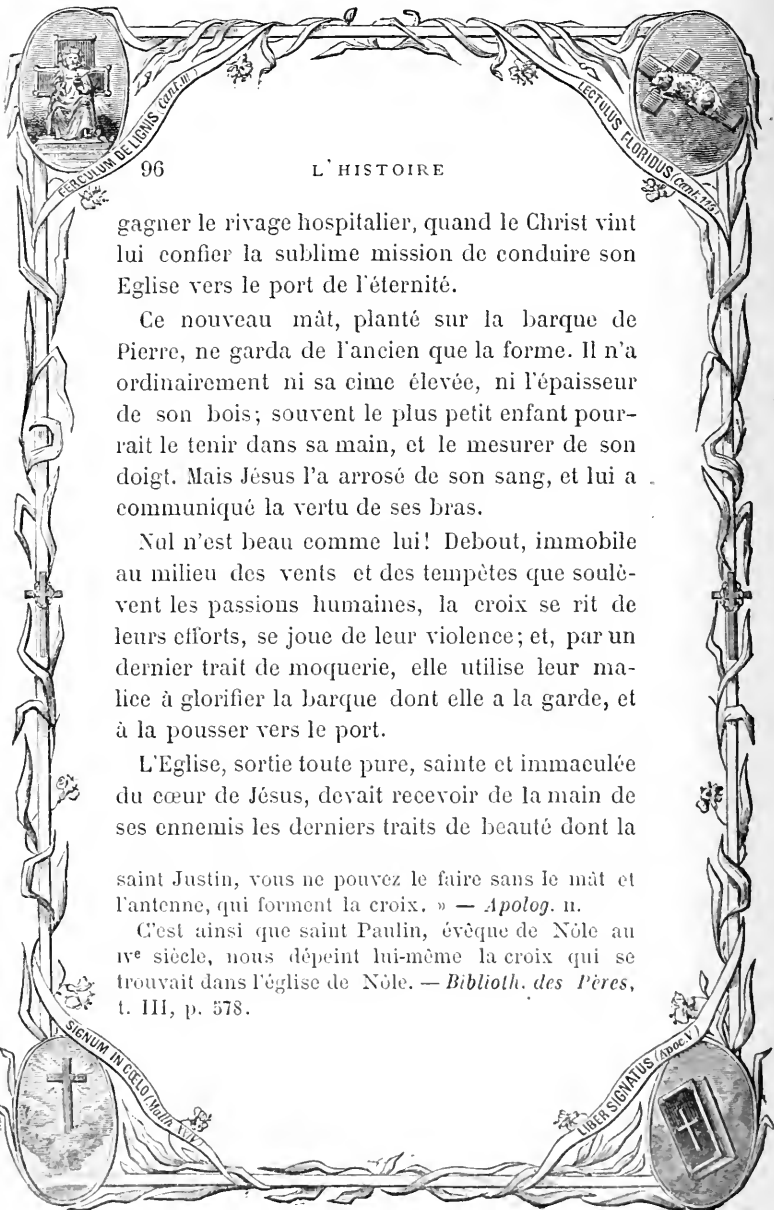 FERCULUM DE LIGNIS (Cant. III)
LECTULUS FLORIDUS (Cant. III)
96 L'HISTOIRE
gagner le rivage hospitalier, quand le Christ vint
lui confier la sublime mission de conduire son
Eglise vers le port de l'éternité.
Ce nouveau mât, planté sur la barque de
Pierre, ne garda de l'ancien que la forme. Il n'a
ordinairement ni sa cime élevée, ni l'épaisseur
de son bois; souvent le plus petit enfant pour-
rait le tenir dans sa main, et le mesurer de son
doigt. Mais Jésus l'a arrosé de son sang, et lui a
communiqué la vertu de ses bras.
Nul n'est beau comme lui! Debout, immobile
au milieu des vents et des tempêtes que soulè-
vent les passions humaines, la croix se rit de
leurs efforts, se joue de leur violence; et, par un
dernier trait de moquerie, elle utilise leur ma-
lice à glorifier la barque dont elle a la garde, et
à la pousser vers le port.
L'Eglise, sortie toute pure, sainte et immaculée
du cœur de Jésus, devait recevoir de la main de
ses ennemis les derniers traits de beauté dont la
saint Justin, vous ne pouvez le faire sans le mât et
l'antenne, qui forment la croix. » — Apolog. II.
C'est ainsi que saint Paulin, évêque de Nôle au
IVe siècle, nous dépeint lui-même la croix qui se
trouvait dans l'église de Nôle. — Biblioth. des Pères,
t. III, p. 578.
SIGNUM IN CŒLO (Matth. XXIV)
LIBER SIGNATUS (Apoc. V)